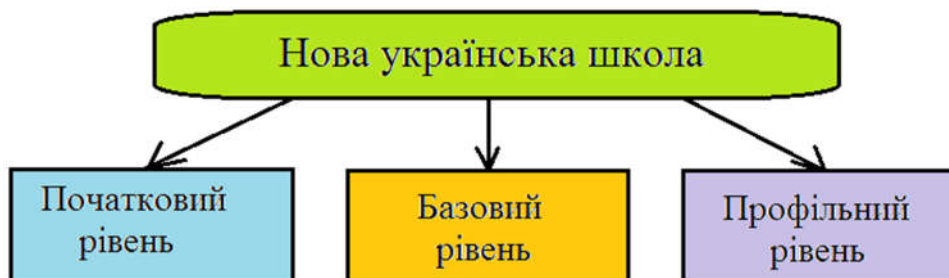 Нова українська школа
Початковий
рівень
Базовий
рівень
Профільний
рівень